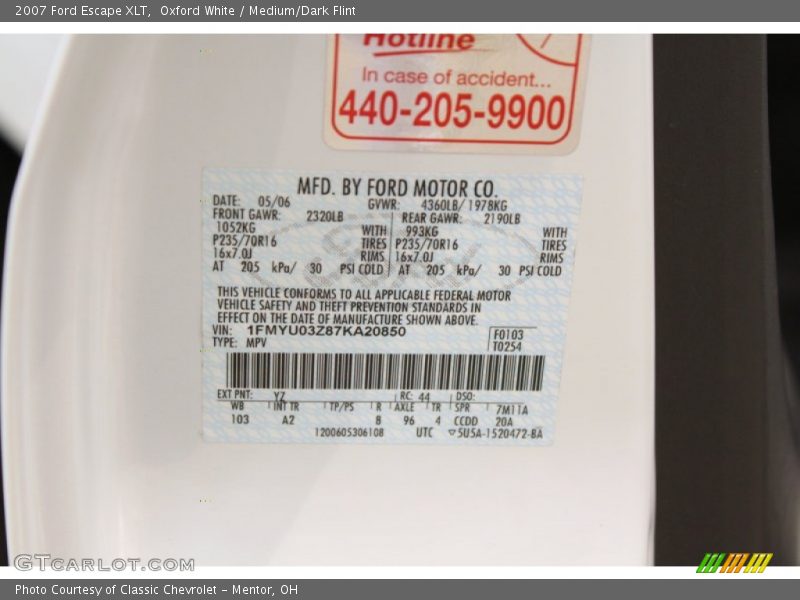 2007 Ford Escape XLT,  Oxford White / Medium/Dark Flint
Hotline
In case of accident...
440-205-9900
MFD. BY FORD MOTOR CO.
DATE: 05/06 GVWR: 4360LB/ 1978KG
FRONT GAWR: 2320LB REAR GAWR: 2190LB
1052KG WITH 993KG WITH
P235/70R16 TIRES P235/70R16 TIRES
16x7.0J RIMS 16x7.0J RIMS
AT 205 kPa/ 30 PSI COLD AT 205 kPa/ 30 PSI COLD
THIS VEHICLE CONFORMS TO ALL APPLICABLE FEDERAL MOTOR
VEHICLE SAFETY AND THEFT PREVENTION STANDARDS IN
EFFECT ON THE DATE OF MANUFACTURE SHOWN ABOVE.
VIN: 1FMYU03Z87KA20850 F0103
TYPE: MPV T0254
EXT PNT: YZ RC: 44 DSO:
WB INT TR TP/PS R AXLE TR SPR 7M11A
103 A2 8 96 4 CCDD 20A
1200605306108 UTC ▽5U5A-1520472-BA
GTCARLOT.COM
Photo Courtesy of Classic Chevrolet - Mentor, OH